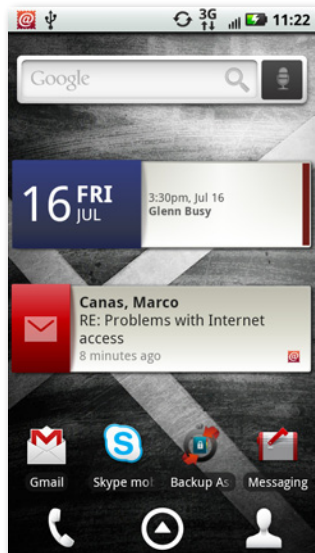 3G
11:22
Google
16 FRI
JUL
3:30pm, Jul 16
Glenn Busy
Canas, Marco
RE: Problems with Internet
access
8 minutes ago
Gmail
Skype mo
Backup As
Messaging